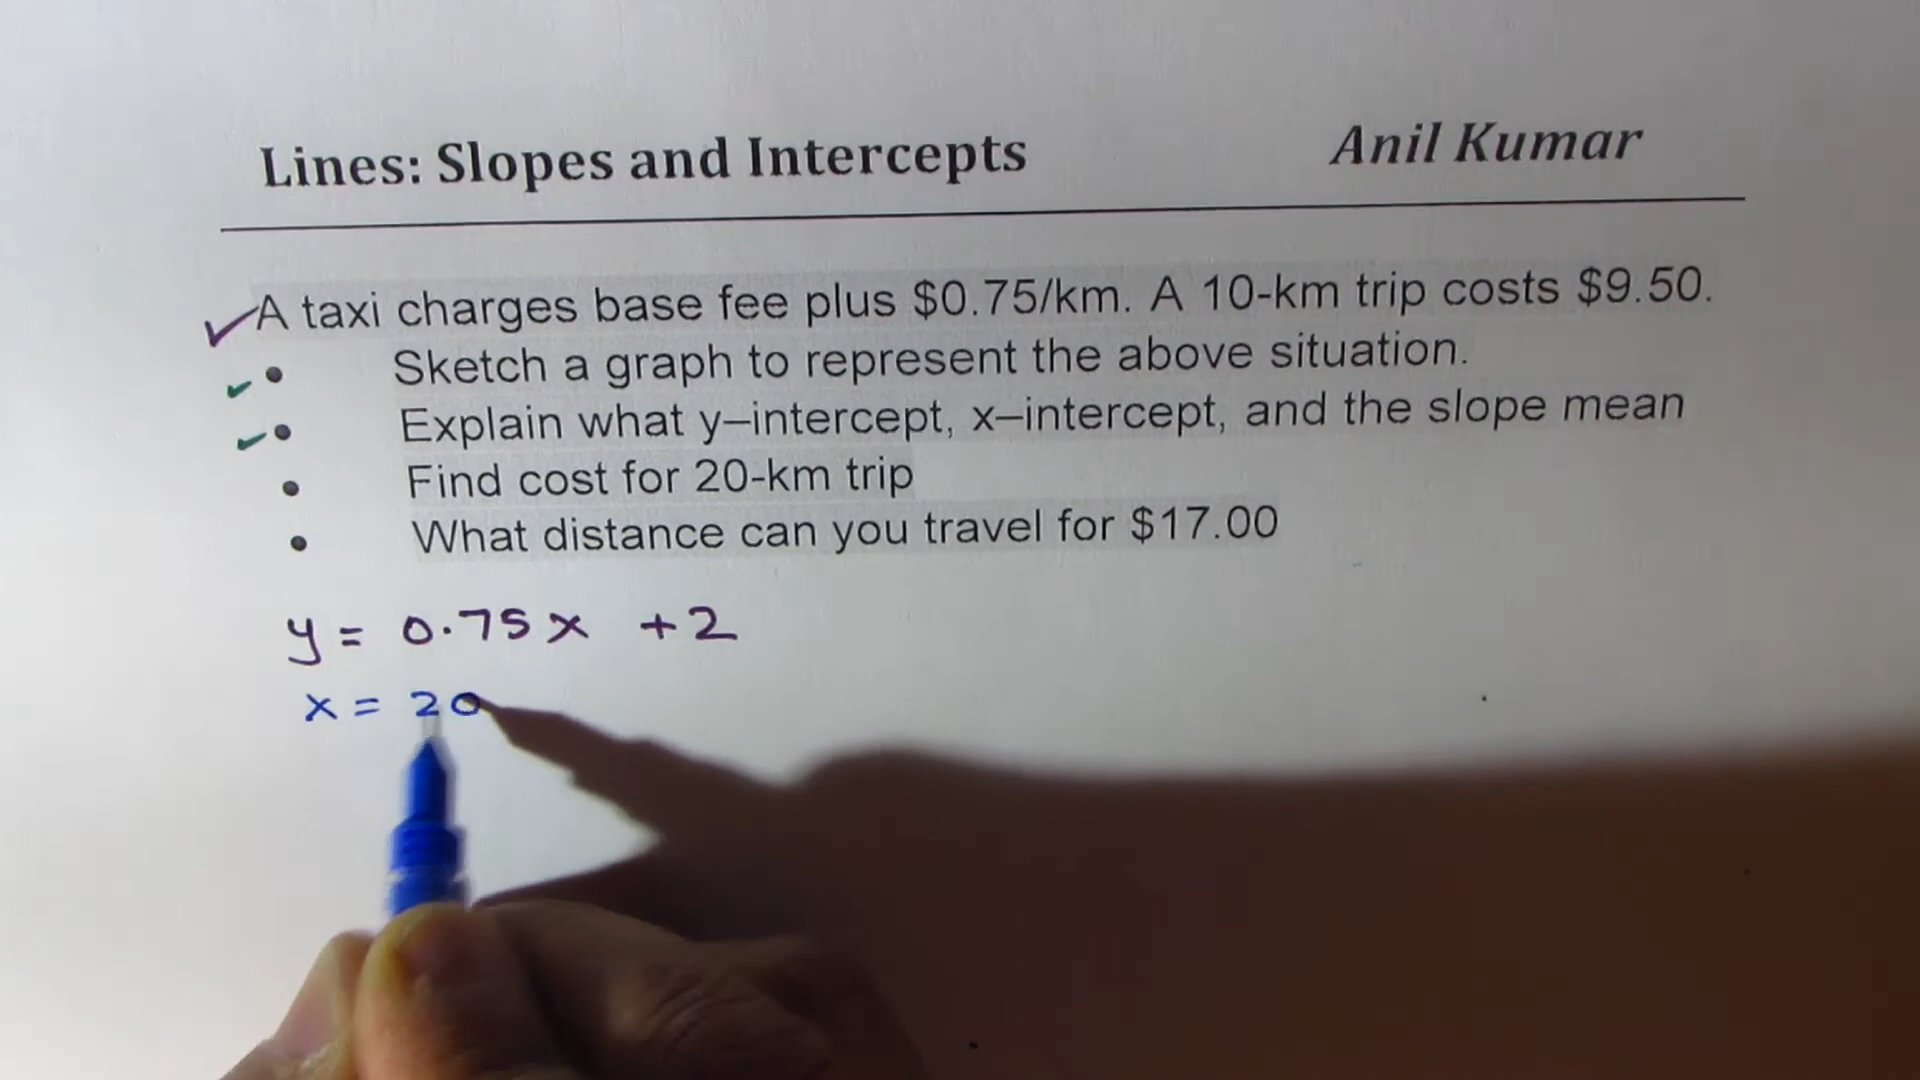 Lines: Slopes and Intercepts Anil Kumar
A taxi charges base fee plus $0.75/km. A 10-km trip costs $9.50.
• Sketch a graph to represent the above situation.
• Explain what y–intercept, x–intercept, and the slope mean
• Find cost for 20-km trip
• What distance can you travel for $17.00
y = 0.75x + 2
x = 20